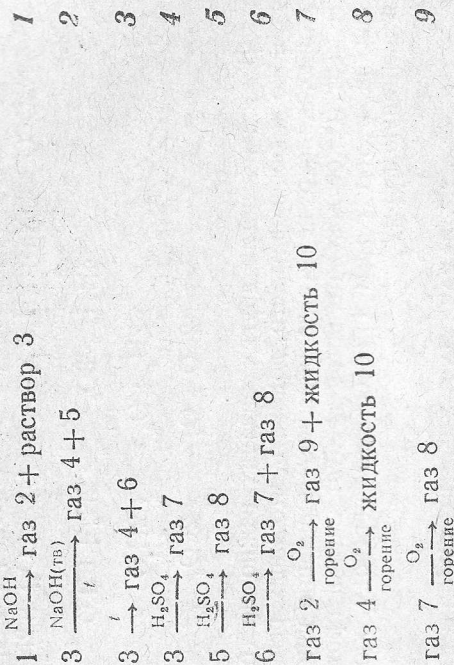 1 NaOH → газ 2 + раствор 3 1
3 NaOH(тв) t → газ 4 + 5 2
3 t → газ 4 + 6 3
3 H₂SO₄ → газ 7 4
5 H₂SO₄ → газ 8 5
6 H₂SO₄ → газ 7 + газ 8 6
газ 2 O₂ горение → газ 9 + жидкость 10 7
газ 4 O₂ горение → жидкость 10 8
газ 7 O₂ горение → газ 8 9